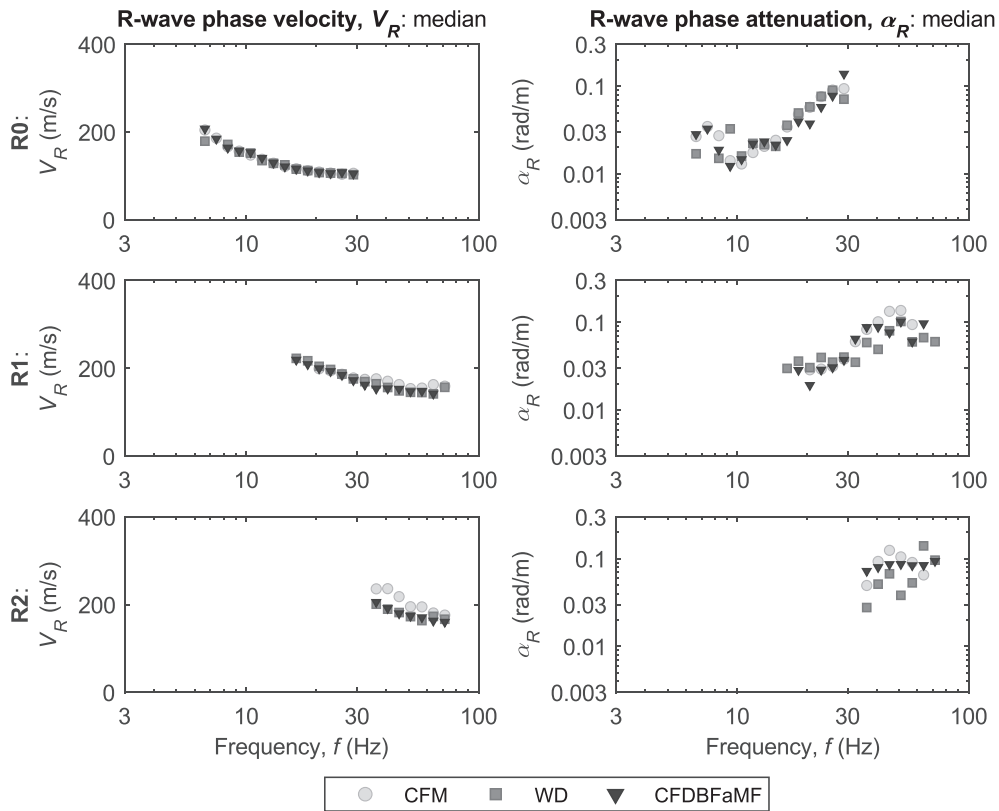 R-wave phase velocity, V_R: median
R-wave phase attenuation, α_R: median
R0:
V_R (m/s)
400
200
0
3 10 30 100
α_R (rad/m)
0.3
0.1
0.03
0.01
0.003
3 10 30 100
R1:
V_R (m/s)
400
200
0
3 10 30 100
α_R (rad/m)
0.3
0.1
0.03
0.01
0.003
3 10 30 100
R2:
V_R (m/s)
400
200
0
3 10 30 100
Frequency, f (Hz)
α_R (rad/m)
0.3
0.1
0.03
0.01
0.003
3 10 30 100
Frequency, f (Hz)
CFM WD CFDBFaMF